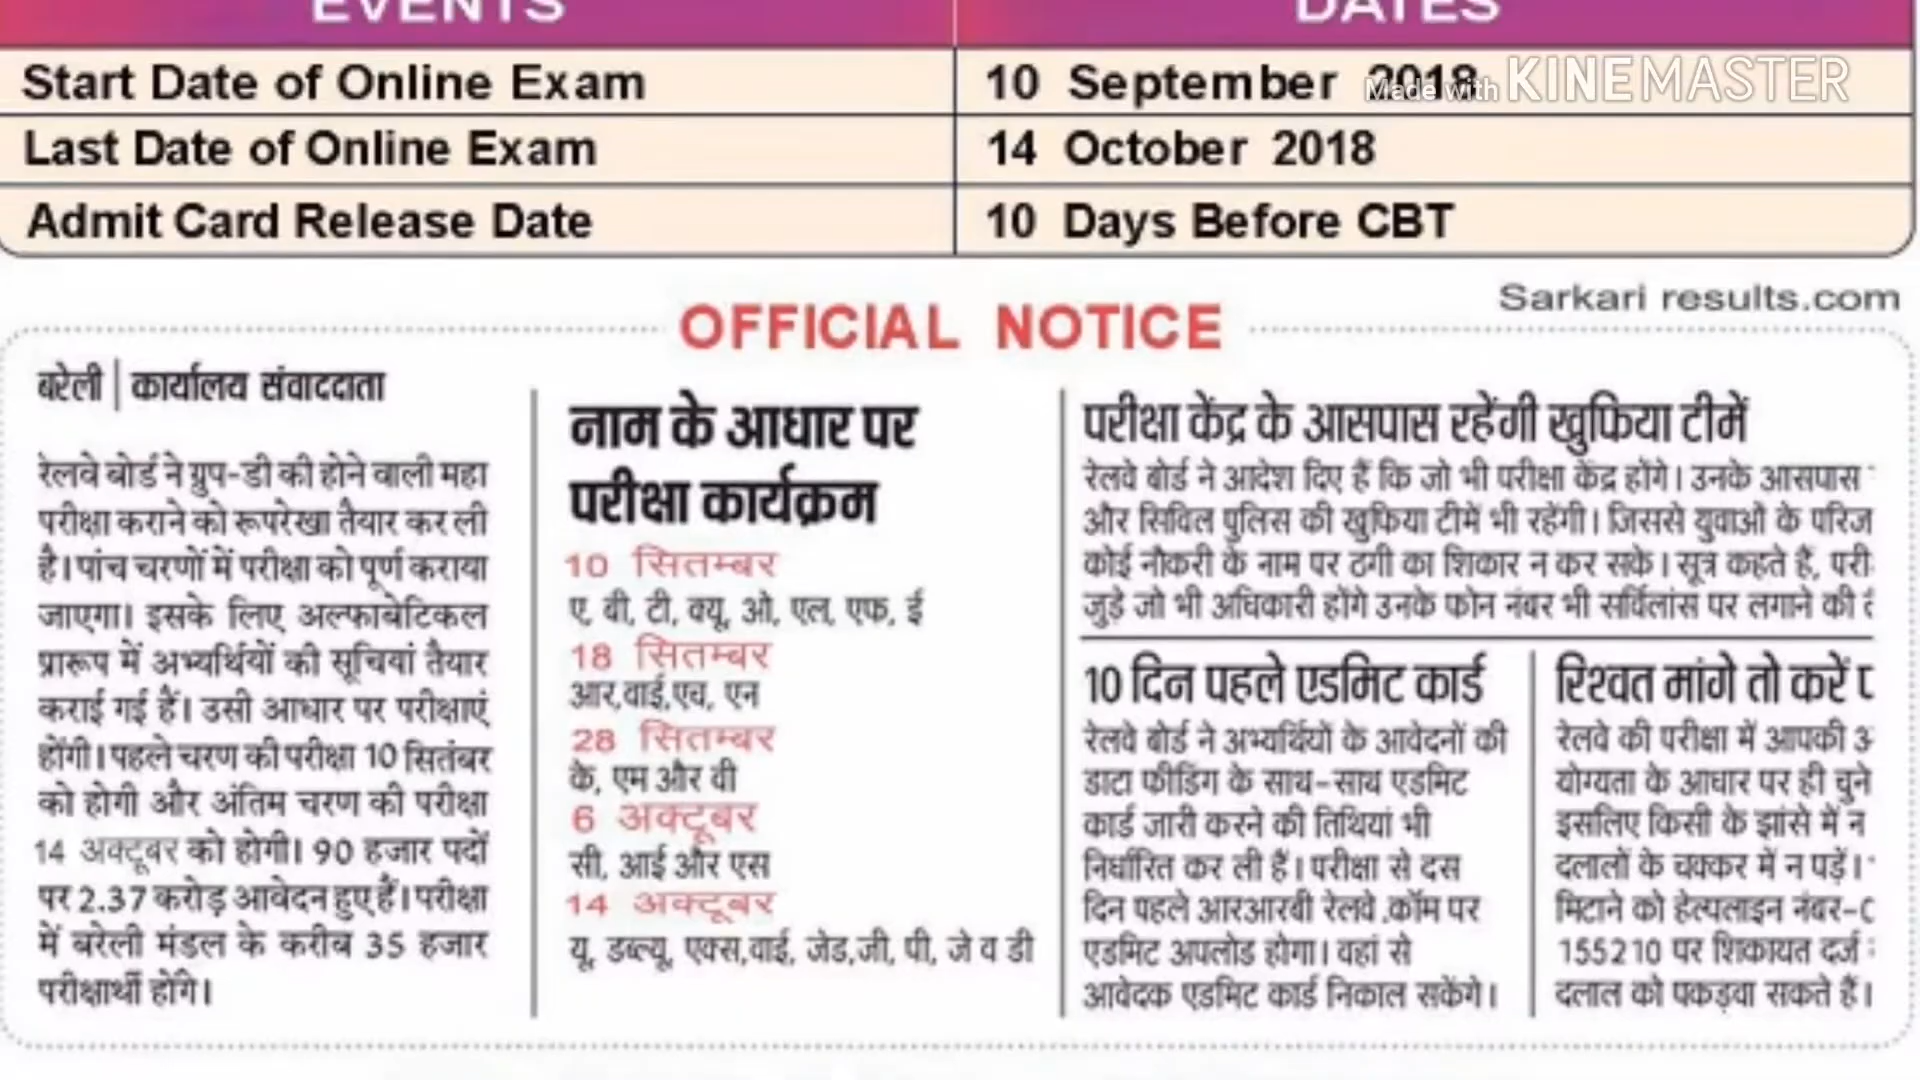 EVENTS DATES
Start Date of Online Exam 10 September 2018
Made with KINEMASTER
Last Date of Online Exam 14 October 2018
Admit Card Release Date 10 Days Before CBT
Sarkari results.com
OFFICIAL NOTICE
बरेली | कार्यालय संवाददाता
रेलवे बोर्ड ने ग्रुप-डी की होने वाली महा
परीक्षा कराने को रूपरेखा तैयार कर ली
है। पांच चरणों में परीक्षा को पूर्ण कराया
जाएगा। इसके लिए अल्फाबेटिकल
प्रारूप में अभ्यर्थियों की सूचियां तैयार
कराई गई हैं। उसी आधार पर परीक्षाएं
होंगी। पहले चरण की परीक्षा 10 सितंबर
को होगी और अंतिम चरण की परीक्षा
14 अक्टूबर को होगी। 90 हजार पदों
पर 2.37 करोड़ आवेदन हुए हैं। परीक्षा
में बरेली मंडल के करीब 35 हजार
परीक्षार्थी होंगे।
नाम के आधार पर
परीक्षा कार्यक्रम
10 सितम्बर
ए, बी, टी, क्यू, ओ, एल, एफ, ई
18 सितम्बर
आर,वाई,एच, एन
28 सितम्बर
के, एम और वी
6 अक्टूबर
सी, आई और एस
14 अक्टूबर
यू, डब्ल्यू, एक्स,वाई, जेड,जी, पी, जे व डी
परीक्षा केंद्र के आसपास रहेंगी खुफिया टीमें
रेलवे बोर्ड ने आदेश दिए हैं कि जो भी परीक्षा केंद्र होंगे। उनके आसपास
और सिविल पुलिस की खुफिया टीमें भी रहेंगी। जिससे युवाओं के परिज
कोई नौकरी के नाम पर ठगी का शिकार न कर सके। सूत्र कहते हैं, परी
जुड़े जो भी अधिकारी होंगे उनके फोन नंबर भी सर्विलांस पर लगाने की
10 दिन पहले एडमिट कार्ड
रेलवे बोर्ड ने अभ्यर्थियों के आवेदनों की
डाटा फीडिंग के साथ-साथ एडमिट
कार्ड जारी करने की तिथियां भी
निर्धारित कर ली हैं। परीक्षा से दस
दिन पहले आरआरबी रेलवे .कॉम पर
एडमिट अपलोड होगा। वहां से
आवेदक एडमिट कार्ड निकाल सकेंगे।
रिश्वत मांगे तो करें
रेलवे की परीक्षा में आपकी
योग्यता के आधार पर ही चुने
इसलिए किसी के झांसे में न
दलालों के चक्कर में न पड़ें।
मिटाने को हेल्पलाइन नंबर-
155210 पर शिकायत दर्ज
दलाल को पकड़वा सकते हैं।